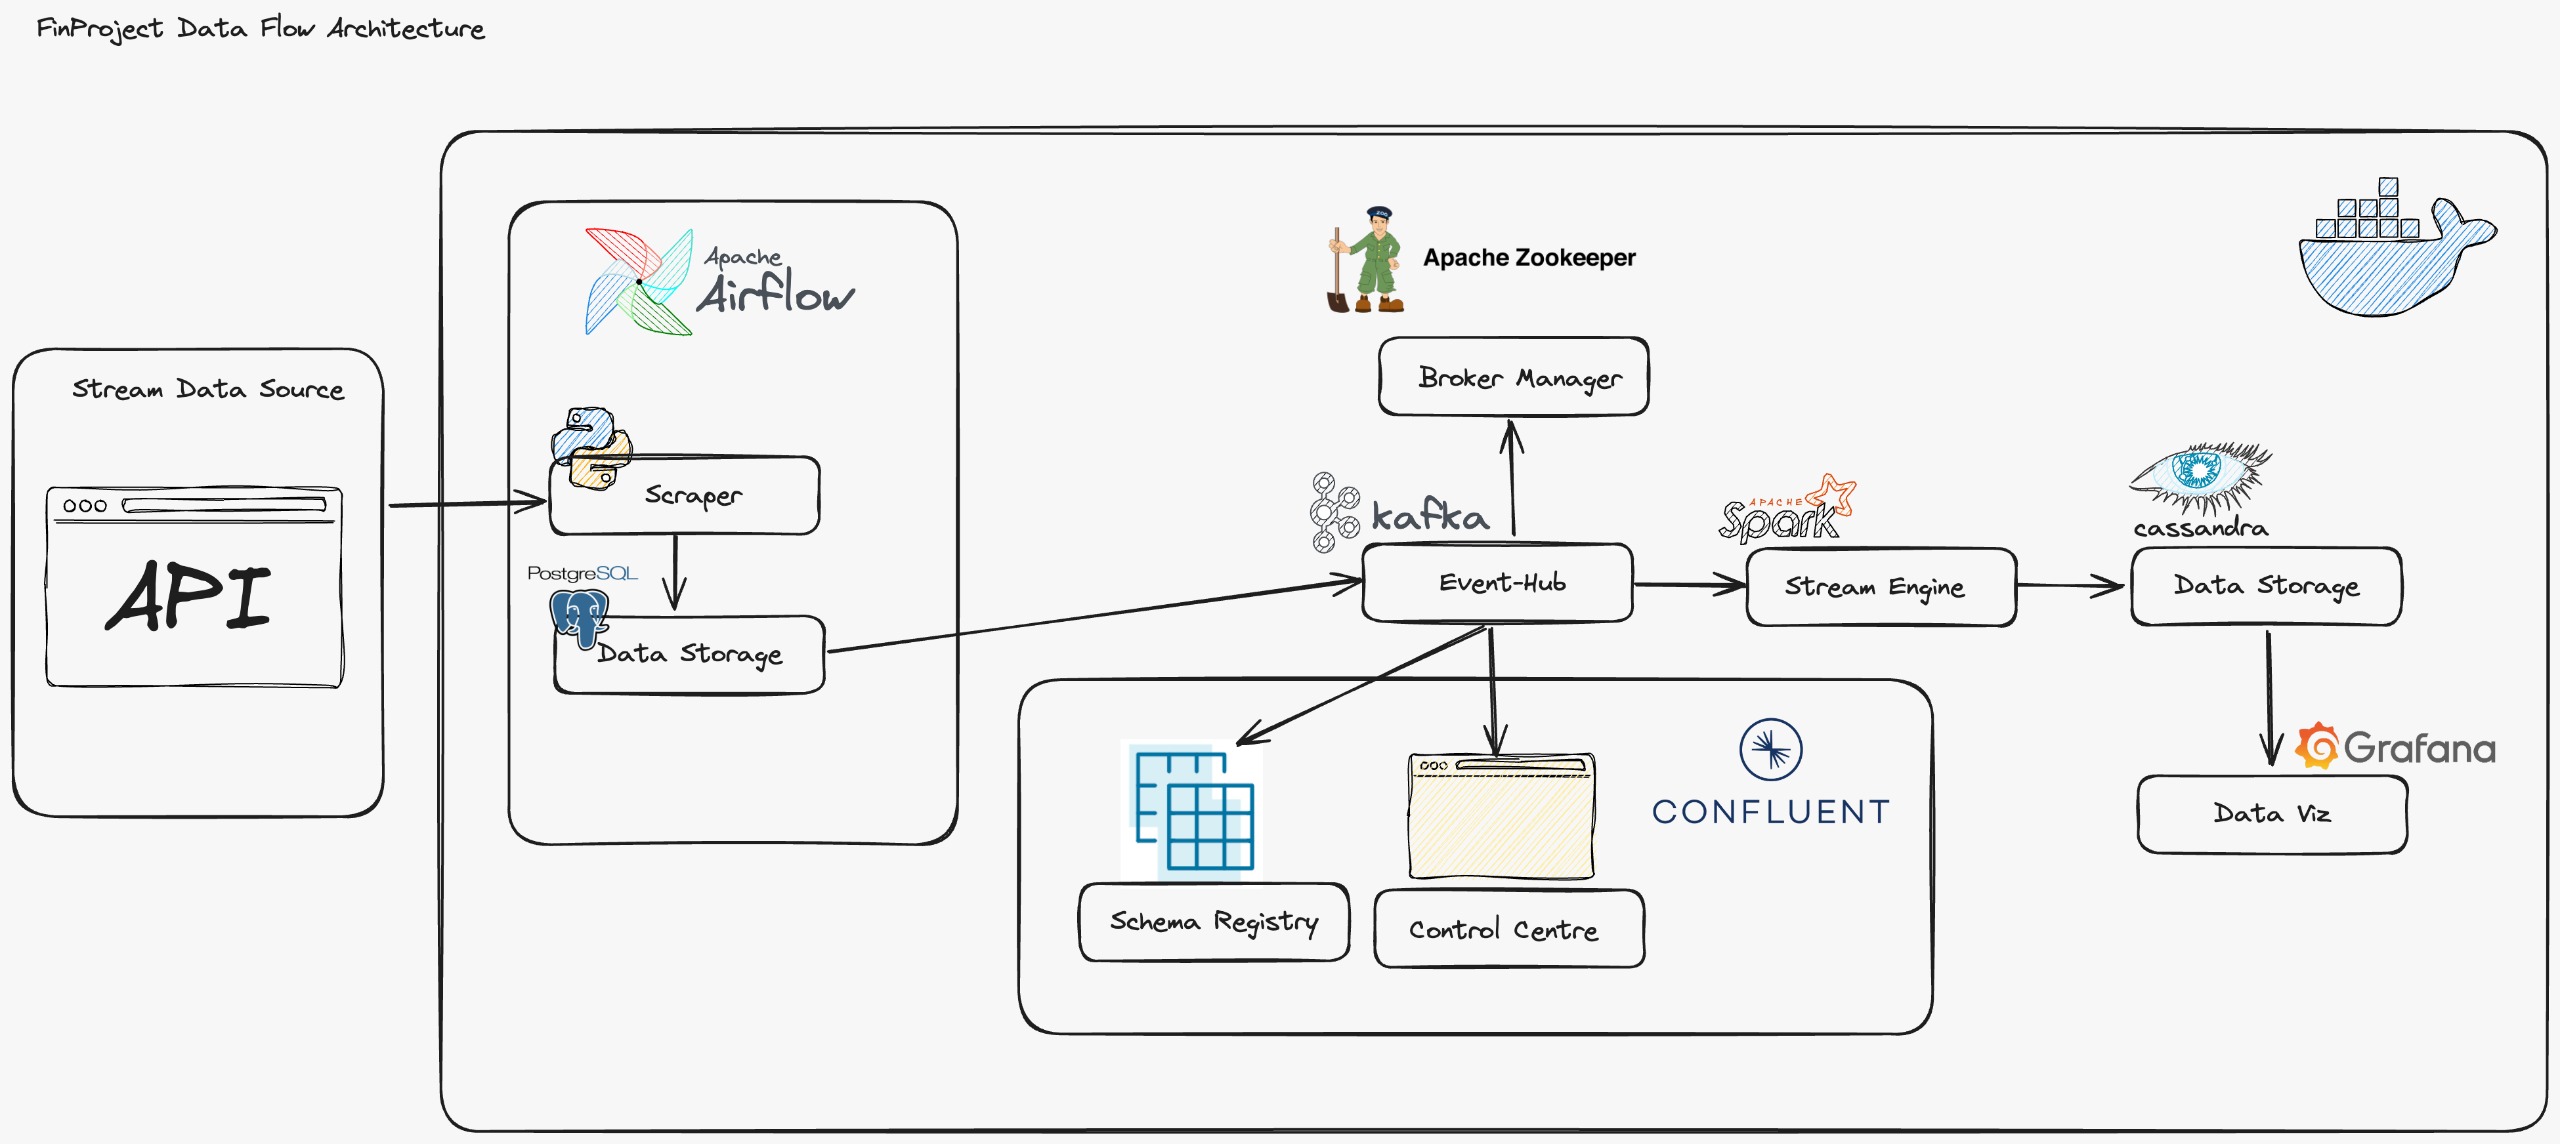 FinProject Data Flow Architecture
Stream Data Source
API
Apache
Airflow
Scraper
PostgreSQL
Data Storage
Apache Zookeeper
ZOO
Broker Manager
kafka
Event-Hub
APACHE
Spark
Stream Engine
cassandra
Data Storage
Grafana
Data Viz
CONFLUENT
Schema Registry
Control Centre